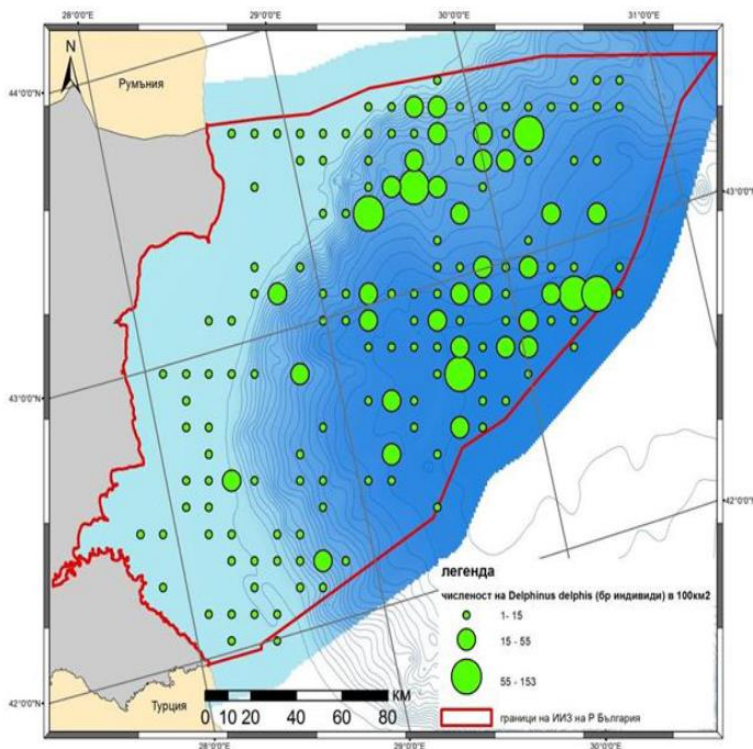 28°0'0"E
29°0'0"E
30°0'0"E
31°0'0"E
N
Румъния
44°0'0"N
43°0'0"N
43°0'0"N
42°0'0"N
42°0'0"N
Турция
КМ
0 10 20 40 60 80
28°0'0"E
29°0'0"E
30°0'0"E
легенда
численост на Delphinus delphis (бр индивиди) в 100км2
1- 15
15 - 55
55 - 153
граници на ИИЗ на Р България